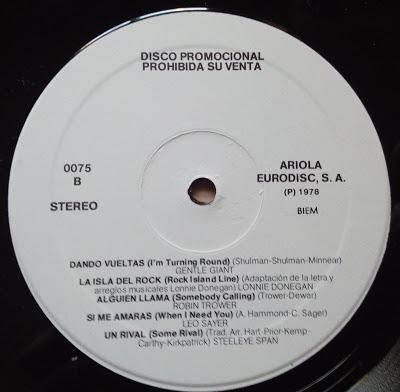 DISCO PROMOCIONAL
PROHIBIDA SU VENTA
0075
B
STEREO
ARIOLA
EURODISC, S. A.
(P) 1978
BIEM
DANDO VUELTAS (I'm Turning Round) (Shulman-Shulman-Minnear)
GENTLE GIANT
LA ISLA DEL ROCK (Rock Island Line) (Adaptación de la letra y
arreglos musicales Lonnie Donegan) LONNIE DONEGAN
ALGUIEN LLAMA (Somebody Calling) (Trower-Dewar)
ROBIN TROWER
SI ME AMARAS (When I Need You) (A. Hammond-C. Sager)
LEO SAYER
UN RIVAL (Some Rival) (Trad. Arr. Hart-Prior-Kemp-
Carthy-Kirkpatrick) STEELEYE SPAN